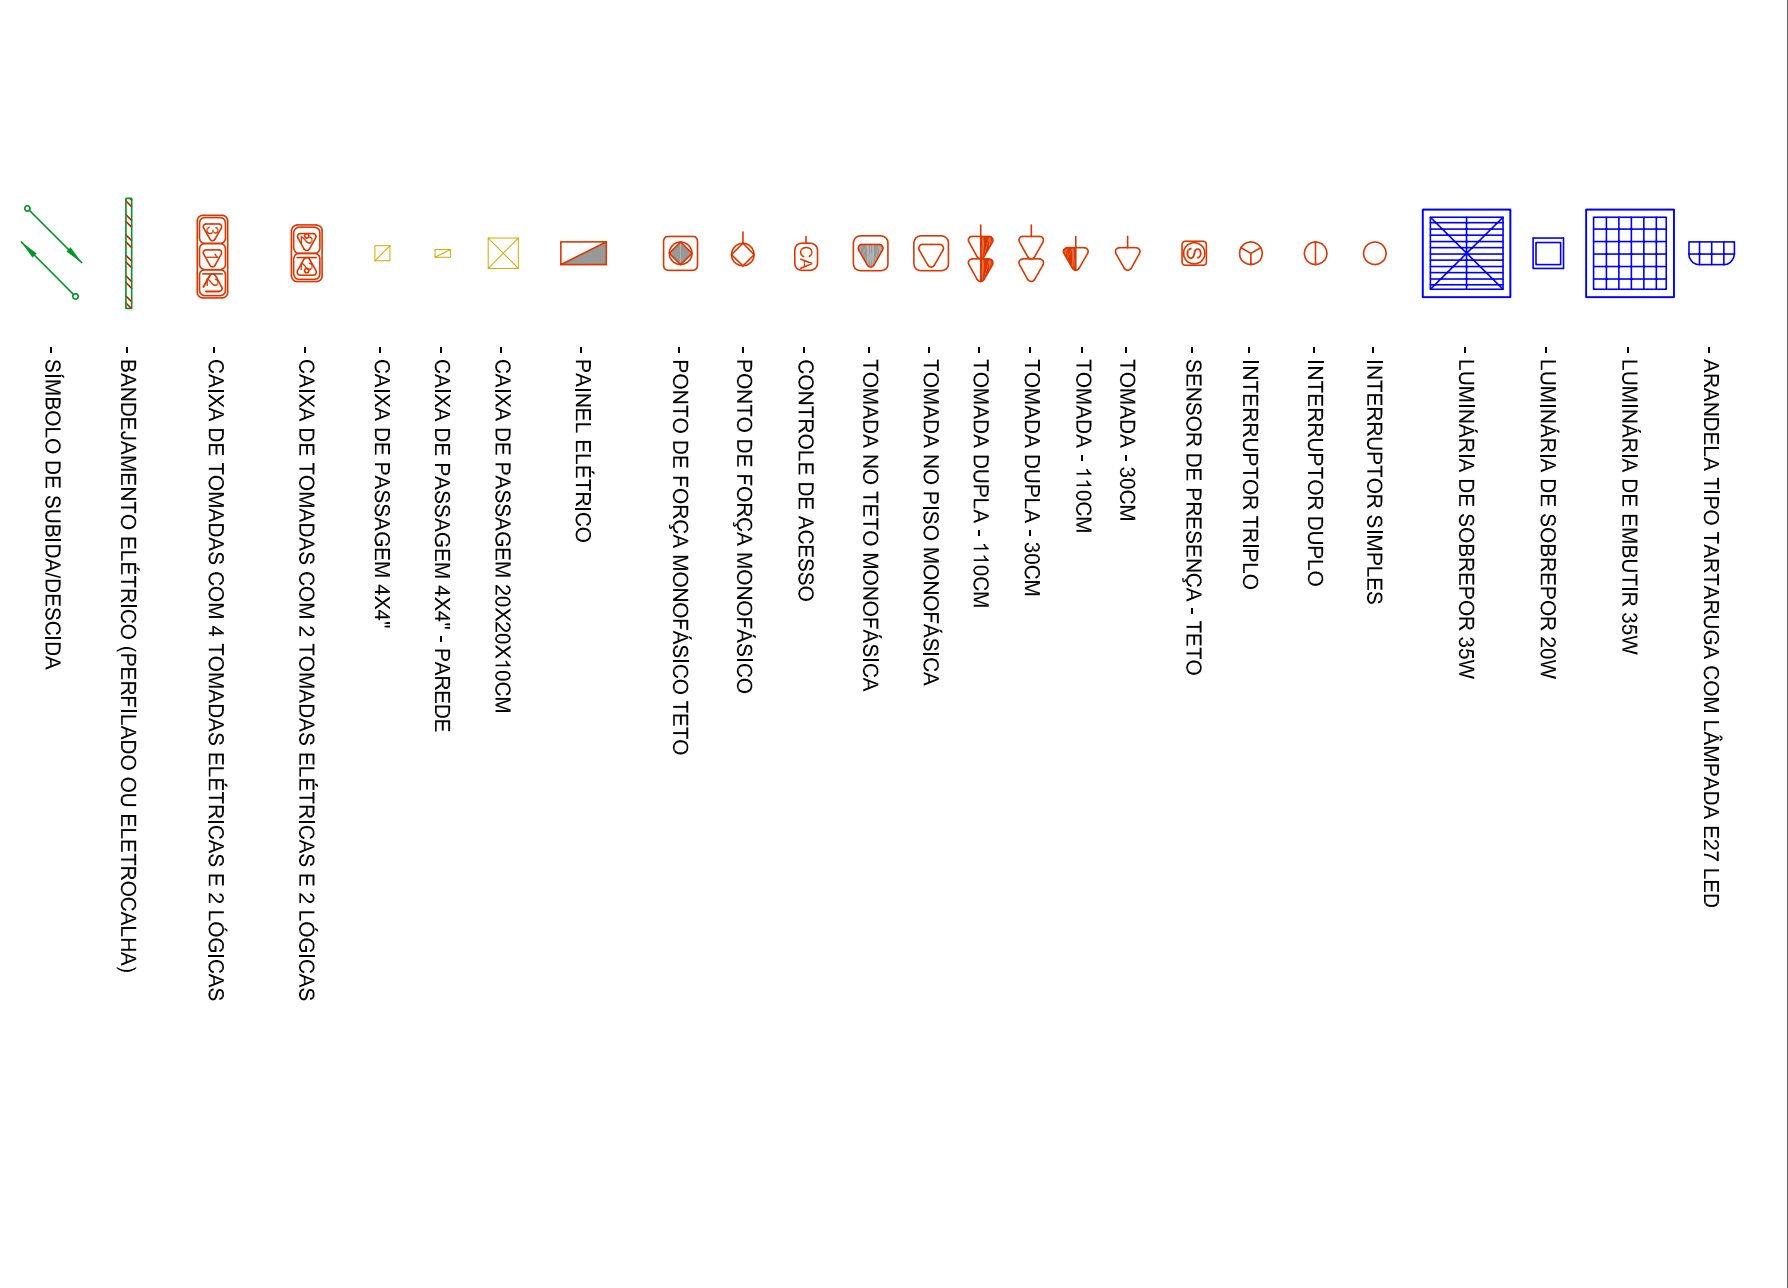 - ARANDELA TIPO TARTARUGA COM LÂMPADA E27 LED
- LUMINÁRIA DE EMBUTIR 35W
- LUMINÁRIA DE SOBREPOR 20W
- LUMINÁRIA DE SOBREPOR 35W
- INTERRUPTOR SIMPLES
- INTERRUPTOR DUPLO
- INTERRUPTOR TRIPLO
S - SENSOR DE PRESENÇA - TETO
- TOMADA - 30CM
- TOMADA - 110CM
- TOMADA DUPLA - 30CM
- TOMADA DUPLA - 110CM
- TOMADA NO PISO MONOFÁSICA
- TOMADA NO TETO MONOFÁSICA
CA - CONTROLE DE ACESSO
- PONTO DE FORÇA MONOFÁSICO
- PONTO DE FORÇA MONOFÁSICO TETO
- PAINEL ELÉTRICO
- CAIXA DE PASSAGEM 20X20X10CM
- CAIXA DE PASSAGEM 4X4" - PAREDE
- CAIXA DE PASSAGEM 4X4"
- CAIXA DE TOMADAS COM 2 TOMADAS ELÉTRICAS E 2 LÓGICAS
3 1 2 - CAIXA DE TOMADAS COM 4 TOMADAS ELÉTRICAS E 2 LÓGICAS
- BANDEJAMENTO ELÉTRICO (PERFILADO OU ELETROCALHA)
- SÍMBOLO DE SUBIDA/DESCIDA